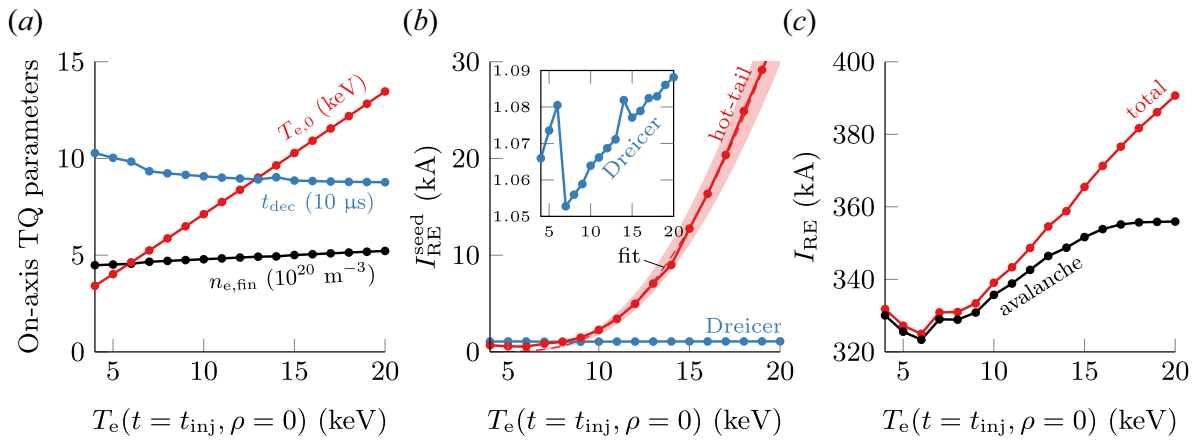 (a)
On-axis TQ parameters
15
10
5
0
T_e,0 (keV)
t_dec (10 µs)
n_e,fin (10^20 m^−3)
5
10
15
20
T_e(t = t_inj, ρ = 0) (keV)
(b)
I_RE^seed (kA)
30
20
10
0
1.09
1.08
1.07
1.06
1.05
5
10
15
20
Dreicer
hot-tail
fit
Dreicer
5
10
15
20
T_e(t = t_inj, ρ = 0) (keV)
(c)
I_RE (kA)
400
380
360
340
320
total
avalanche
5
10
15
20
T_e(t = t_inj, ρ = 0) (keV)